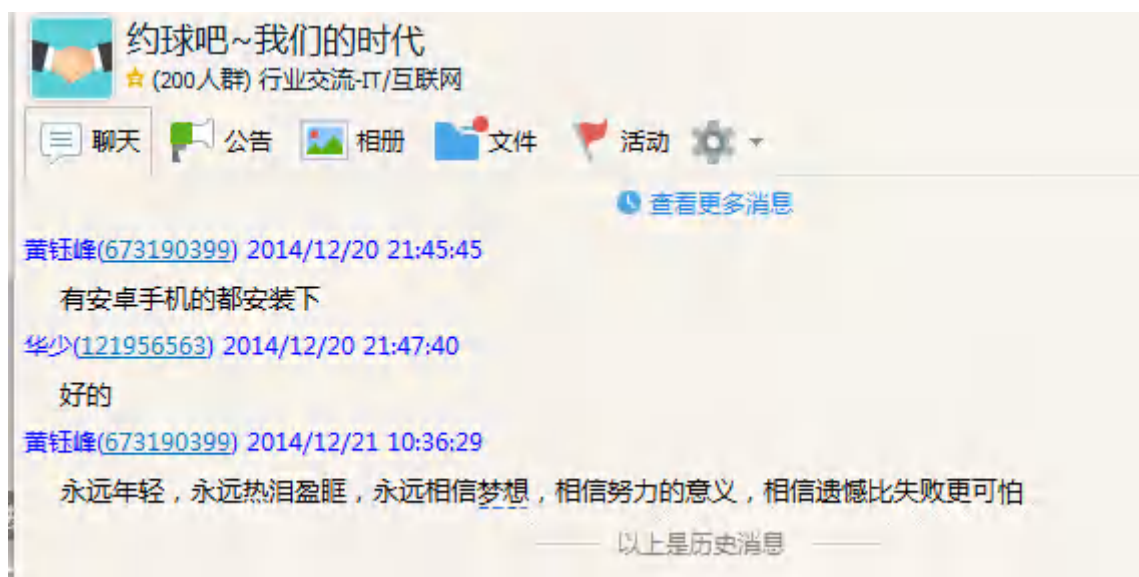 约球吧~我们的时代
(200人群) 行业交流-IT/互联网
聊天 公告 相册 文件 活动
查看更多消息
黄钰峰(673190399) 2014/12/20 21:45:45
有安卓手机的都安装下
华少(121956563) 2014/12/20 21:47:40
好的
黄钰峰(673190399) 2014/12/21 10:36:29
永远年轻，永远热泪盈眶，永远相信梦想，相信努力的意义，相信遗憾比失败更可怕
以上是历史消息